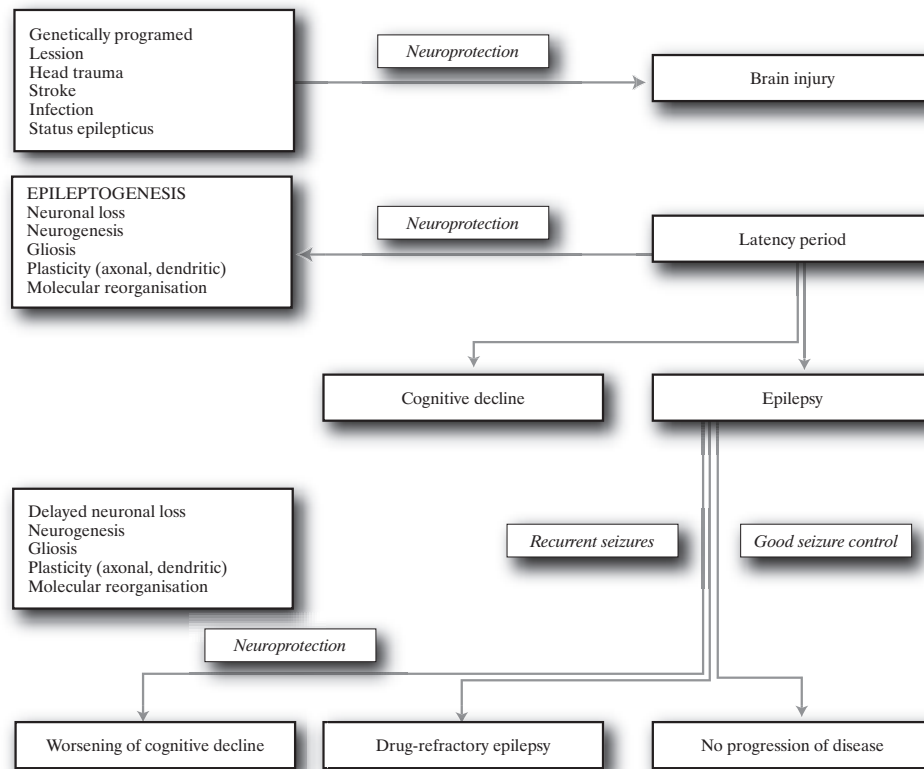 Genetically programed
Lession
Head trauma
Stroke
Infection
Status epilepticus
Neuroprotection
Brain injury
EPILEPTOGENESIS
Neuronal loss
Neurogenesis
Gliosis
Plasticity (axonal, dendritic)
Molecular reorganisation
Neuroprotection
Latency period
Cognitive decline
Epilepsy
Delayed neuronal loss
Neurogenesis
Gliosis
Plasticity (axonal, dendritic)
Molecular reorganisation
Recurrent seizures
Good seizure control
Neuroprotection
Worsening of cognitive decline
Drug-refractory epilepsy
No progression of disease